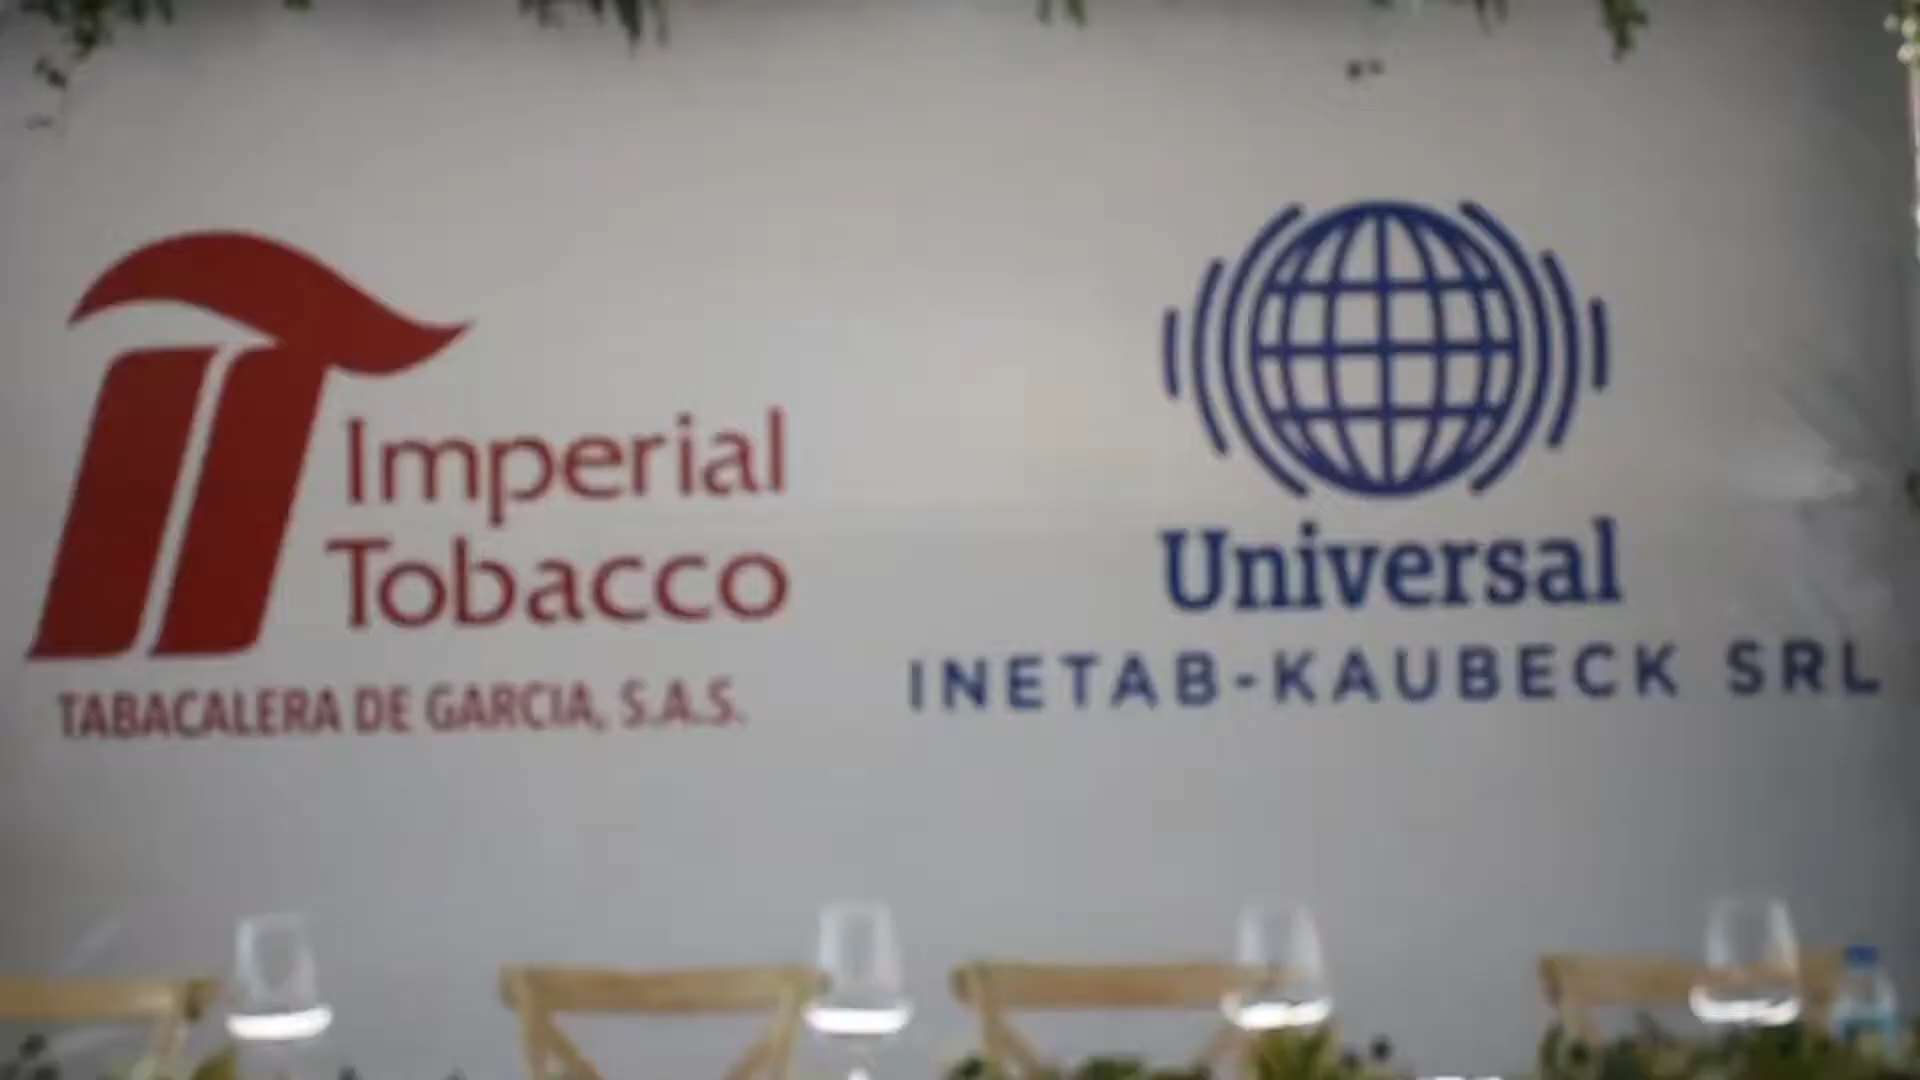 Imperial
Tobacco
TABACALERA DE GARCIA, S.A.S.
Universal
INETAB-KAUBECK SRL